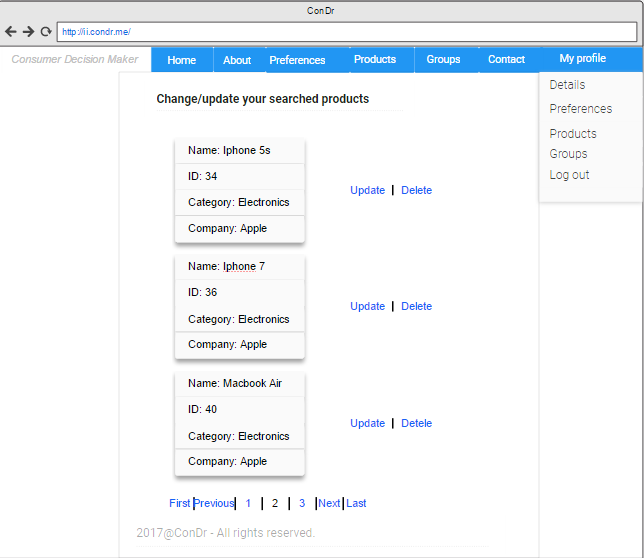 ConDr
http://ii.condr.me/
Consumer Decision Maker Home About Preferences Products Groups Contact My profile
Details
Preferences
Products
Groups
Log out
Change/update your searched products
Name: Iphone 5s
ID: 34
Category: Electronics
Company: Apple
Update | Delete
Name: Iphone 7
ID: 36
Category: Electronics
Company: Apple
Update | Delete
Name: Macbook Air
ID: 40
Category: Electronics
Company: Apple
Update | Detele
First |Previous| 1 | 2 | 3 |Next| Last
2017@ConDr - All rights reserved.